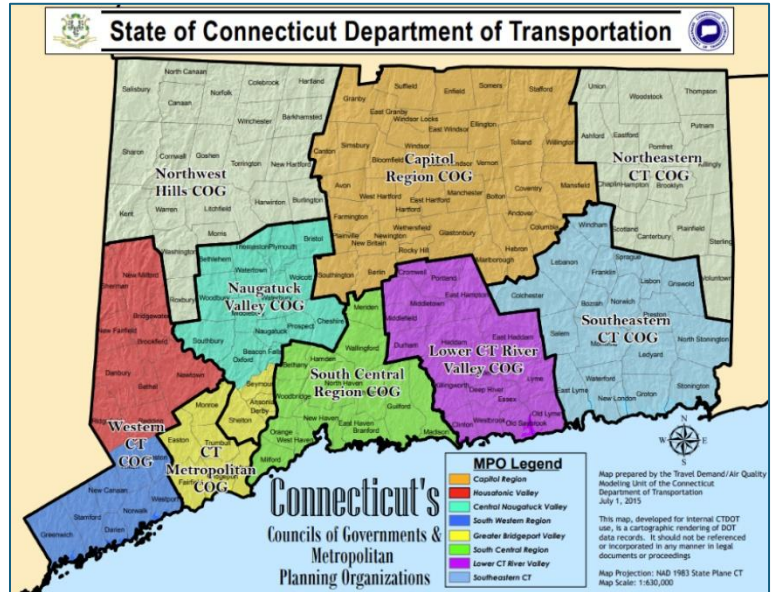 State of Connecticut Department of Transportation
North Canaan
Colebrook
Hartland
Salisbury
Norfolk
Canaan
Winchester
Barkhamsted
Sharon
Cornwall
Goshen
Torrington
New Hartford
Northwest
Hills COG
Kent
Warren
Litchfield
Harwinton
Burlington
Morris
Washington
Roxbury
Suffield
Enfield
Somers
Stafford
Granby
East Granby
Windsor Locks
East Windsor
Ellington
Canton
Simsbury
Windsor
Tolland
Willington
Bloomfield
Vernon
Capitol
Region COG
Avon
West Hartford
East Hartford
Manchester
Hartford
Bolton
Coventry
Mansfield
Farmington
Wethersfield
Glastonbury
Andover
Columbia
Plainville
Newington
New Britain
Rocky Hill
Hebron
Marlborough
Southington
Berlin
Union
Woodstock
Thompson
Ashford
Eastford
Putnam
Pomfret
Northeastern
CT COG
Killingly
Chaplin
Hampton
Brooklyn
Scotland
Canterbury
Plainfield
Sterling
Voluntown
Sherman
New Milford
Bridgewater
New Fairfield
Brookfield
Danbury
Bethel
Newtown
Western
CT
COG
New Canaan
Westport
Stamford
Norwalk
Greenwich
Darien
Bethlehem
Thomaston
Plymouth
Bristol
Watertown
Wolcott
Naugatuck
Valley COG
Woodbury
Waterbury
Naugatuck
Prospect
Cheshire
Southbury
Oxford
Beacon Falls
Seymour
Ansonia
Derby
Shelton
Monroe
Easton
Trumbull
CT
Metropolitan
COG
Fairfield
Meriden
Wallingford
Bethany
Hamden
South Central
Region COG
North Haven
Woodbridge
New Haven
Guilford
Orange
West Haven
East Haven
Branford
Madison
Milford
Cromwell
Portland
Middletown
East Hampton
Middlefield
Durham
Haddam
East Haddam
Lower CT River
Valley COG
Killingworth
Deep River
Lyme
Essex
Clinton
Westbrook
Old Saybrook
Old Lyme
Windham
Lebanon
Sprague
Franklin
Lisbon
Griswold
Colchester
Bozrah
Norwich
Preston
Southeastern
CT COG
Salem
North Stonington
Ledyard
Waterford
East Lyme
New London
Groton
Stonington
N
W
E
S
Connecticut's
Councils of Governments &
Metropolitan
Planning Organizations
MPO Legend
Capitol Region
Housatonic Valley
Central Naugatuck Valley
South Western Region
Greater Bridgeport Valley
South Central Region
Lower CT River Valley
Southeastern CT
Map prepared by the Travel Demand/Air Quality
Modeling Unit of the Connecticut
Department of Transportation
July 1, 2015
This map, developed for internal CTDOT
use, is a cartographic rendering of DOT
data records. It should not be referenced
or incorporated in any manner in legal
documents or proceedings
Map Projection: NAD 1983 State Plane CT
Map Scale: 1:630,000